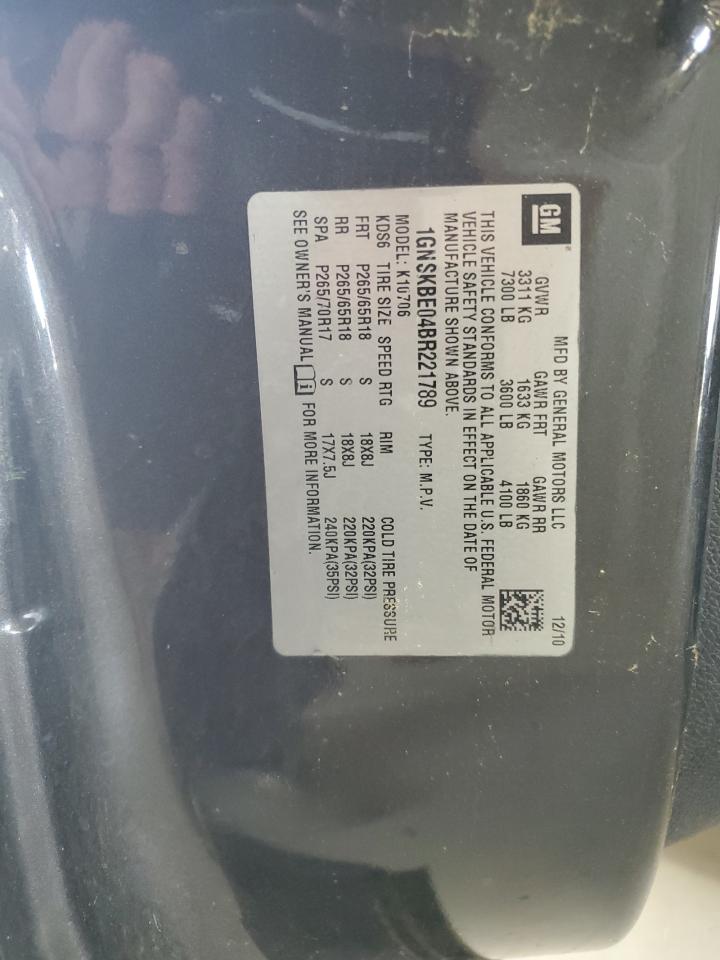 GM
MFD BY GENERAL MOTORS LLC 12/10
GVWR GAWR FRT GAWR RR
3311 KG 1633 KG 1860 KG
7300 LB 3600 LB 4100 LB
THIS VEHICLE CONFORMS TO ALL APPLICABLE U.S. FEDERAL MOTOR
VEHICLE SAFETY STANDARDS IN EFFECT ON THE DATE OF
MANUFACTURE SHOWN ABOVE.
1GNSKBE04BR221789 TYPE: M.P.V.
MODEL: K10706
KDS6 TIRE SIZE SPEED RTG RIM COLD TIRE PRESSURE
FRT P265/65R18 S 18X8J 220KPA(32PSI)
RR P265/65R18 S 18X8J 220KPA(32PSI)
SPA P265/70R17 S 17X7.5J 240KPA(35PSI)
SEE OWNER'S MANUAL i FOR MORE INFORMATION.